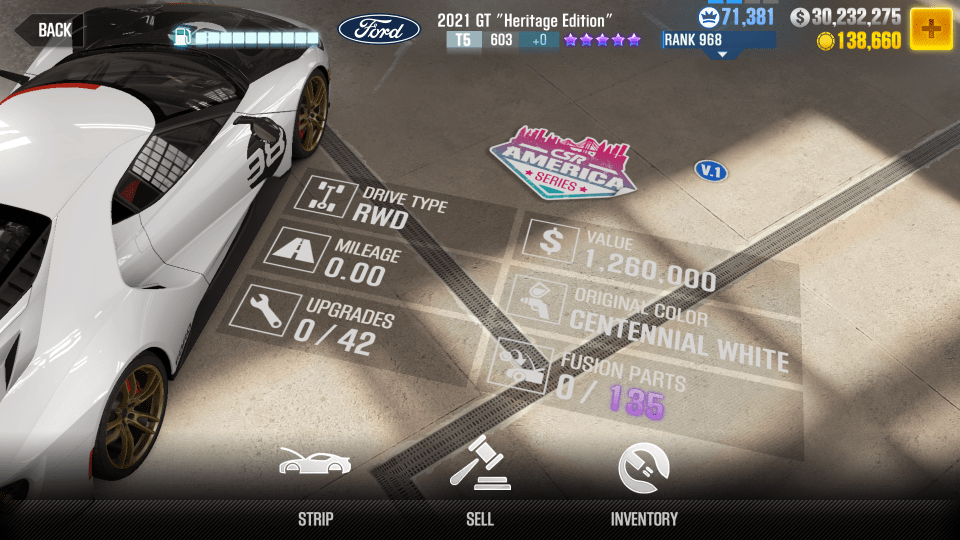 BACK
Ford
2021 GT "Heritage Edition"
T5 603 +0
71,381
30,232,275
RANK 968
138,660
98
CSR
AMERICA
SERIES
V.1
DRIVE TYPE
RWD
MILEAGE
0.00
UPGRADES
0 / 42
VALUE
1,260,000
ORIGINAL COLOR
CENTENNIAL WHITE
FUSION PARTS
0 / 135
STRIP
SELL
INVENTORY